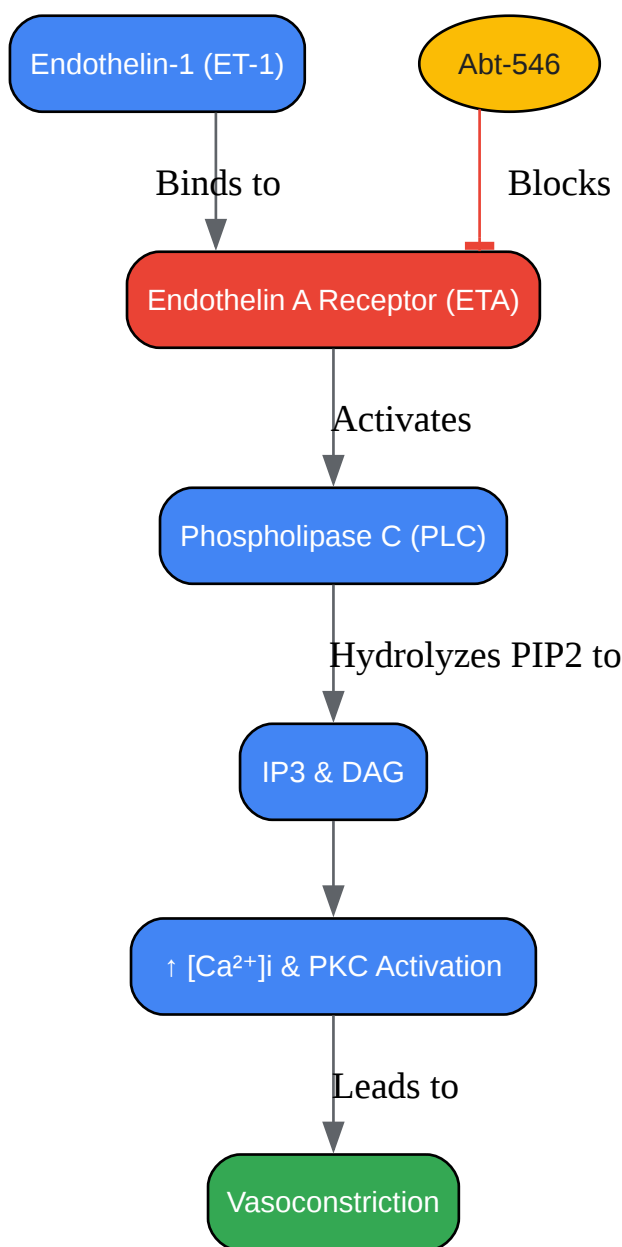 Endothelin-1 (ET-1)
Abt-546
Binds to
Blocks
Endothelin A Receptor (ETA)
Activates
Phospholipase C (PLC)
Hydrolyzes PIP2 to
IP3 & DAG
↑ [Ca²⁺]i & PKC Activation
Leads to
Vasoconstriction